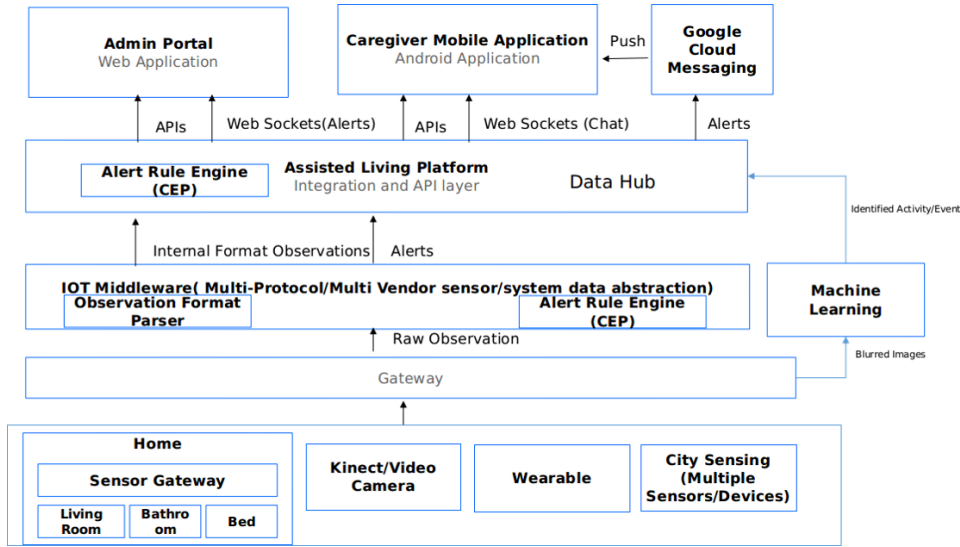 Admin Portal
Web Application
Caregiver Mobile Application
Android Application
Push
Google
Cloud
Messaging
APIs
Web Sockets(Alerts)
APIs
Web Sockets (Chat)
Alerts
Alert Rule Engine
(CEP)
Assisted Living Platform
Integration and API layer
Data Hub
Identified Activity/Event
Internal Format Observations
Alerts
IOT Middleware( Multi-Protocol/Multi Vendor sensor/system data abstraction)
Observation Format
Parser
Alert Rule Engine
(CEP)
Machine
Learning
Raw Observation
Blurred Images
Gateway
Home
Sensor Gateway
Living
Room
Bathro
om
Bed
Kinect/Video
Camera
Wearable
City Sensing
(Multiple
Sensors/Devices)